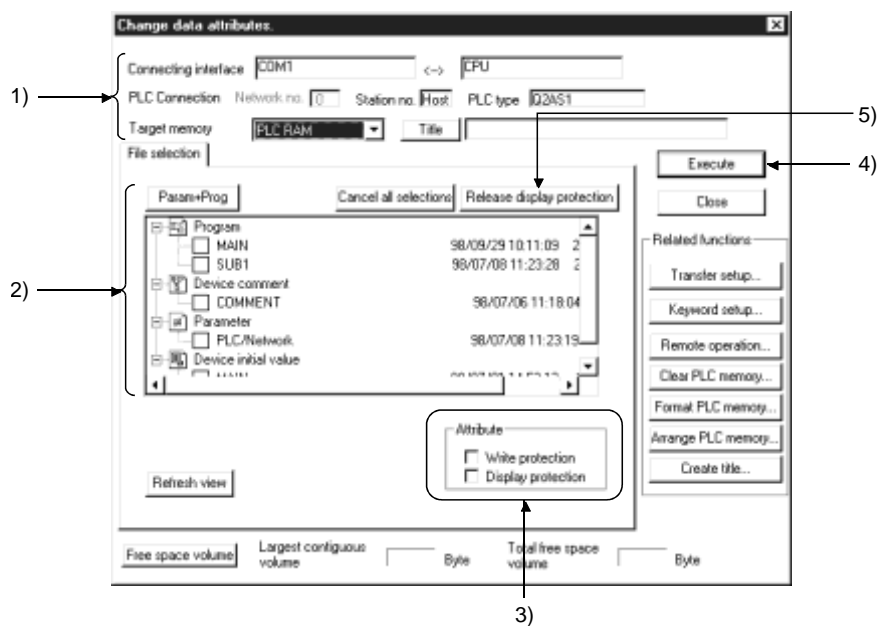 Change data attributes.
1)
Connecting interface COM1 <-> CPU
PLC Connection Network no. 0 Station no. Host PLC type Q2AS1
Target memory PLC RAM Title
5)
File selection
Execute
4)
Param+Prog Cancel all selections Release display protection
Close
2)
Program
MAIN 98/09/29 10:11:09 2
SUB1 98/07/08 11:23:28 2
Device comment
COMMENT 98/07/06 11:18:04
Parameter
PLC/Network 98/07/08 11:23:19
Device initial value
MAIN
Related functions
Transfer setup...
Keyword setup...
Remote operation...
Clear PLC memory...
Format PLC memory...
Arrange PLC memory...
Create title...
Attribute
Write protection
Display protection
Refresh view
3)
Free space volume Largest contiguous volume Byte Total free space volume Byte